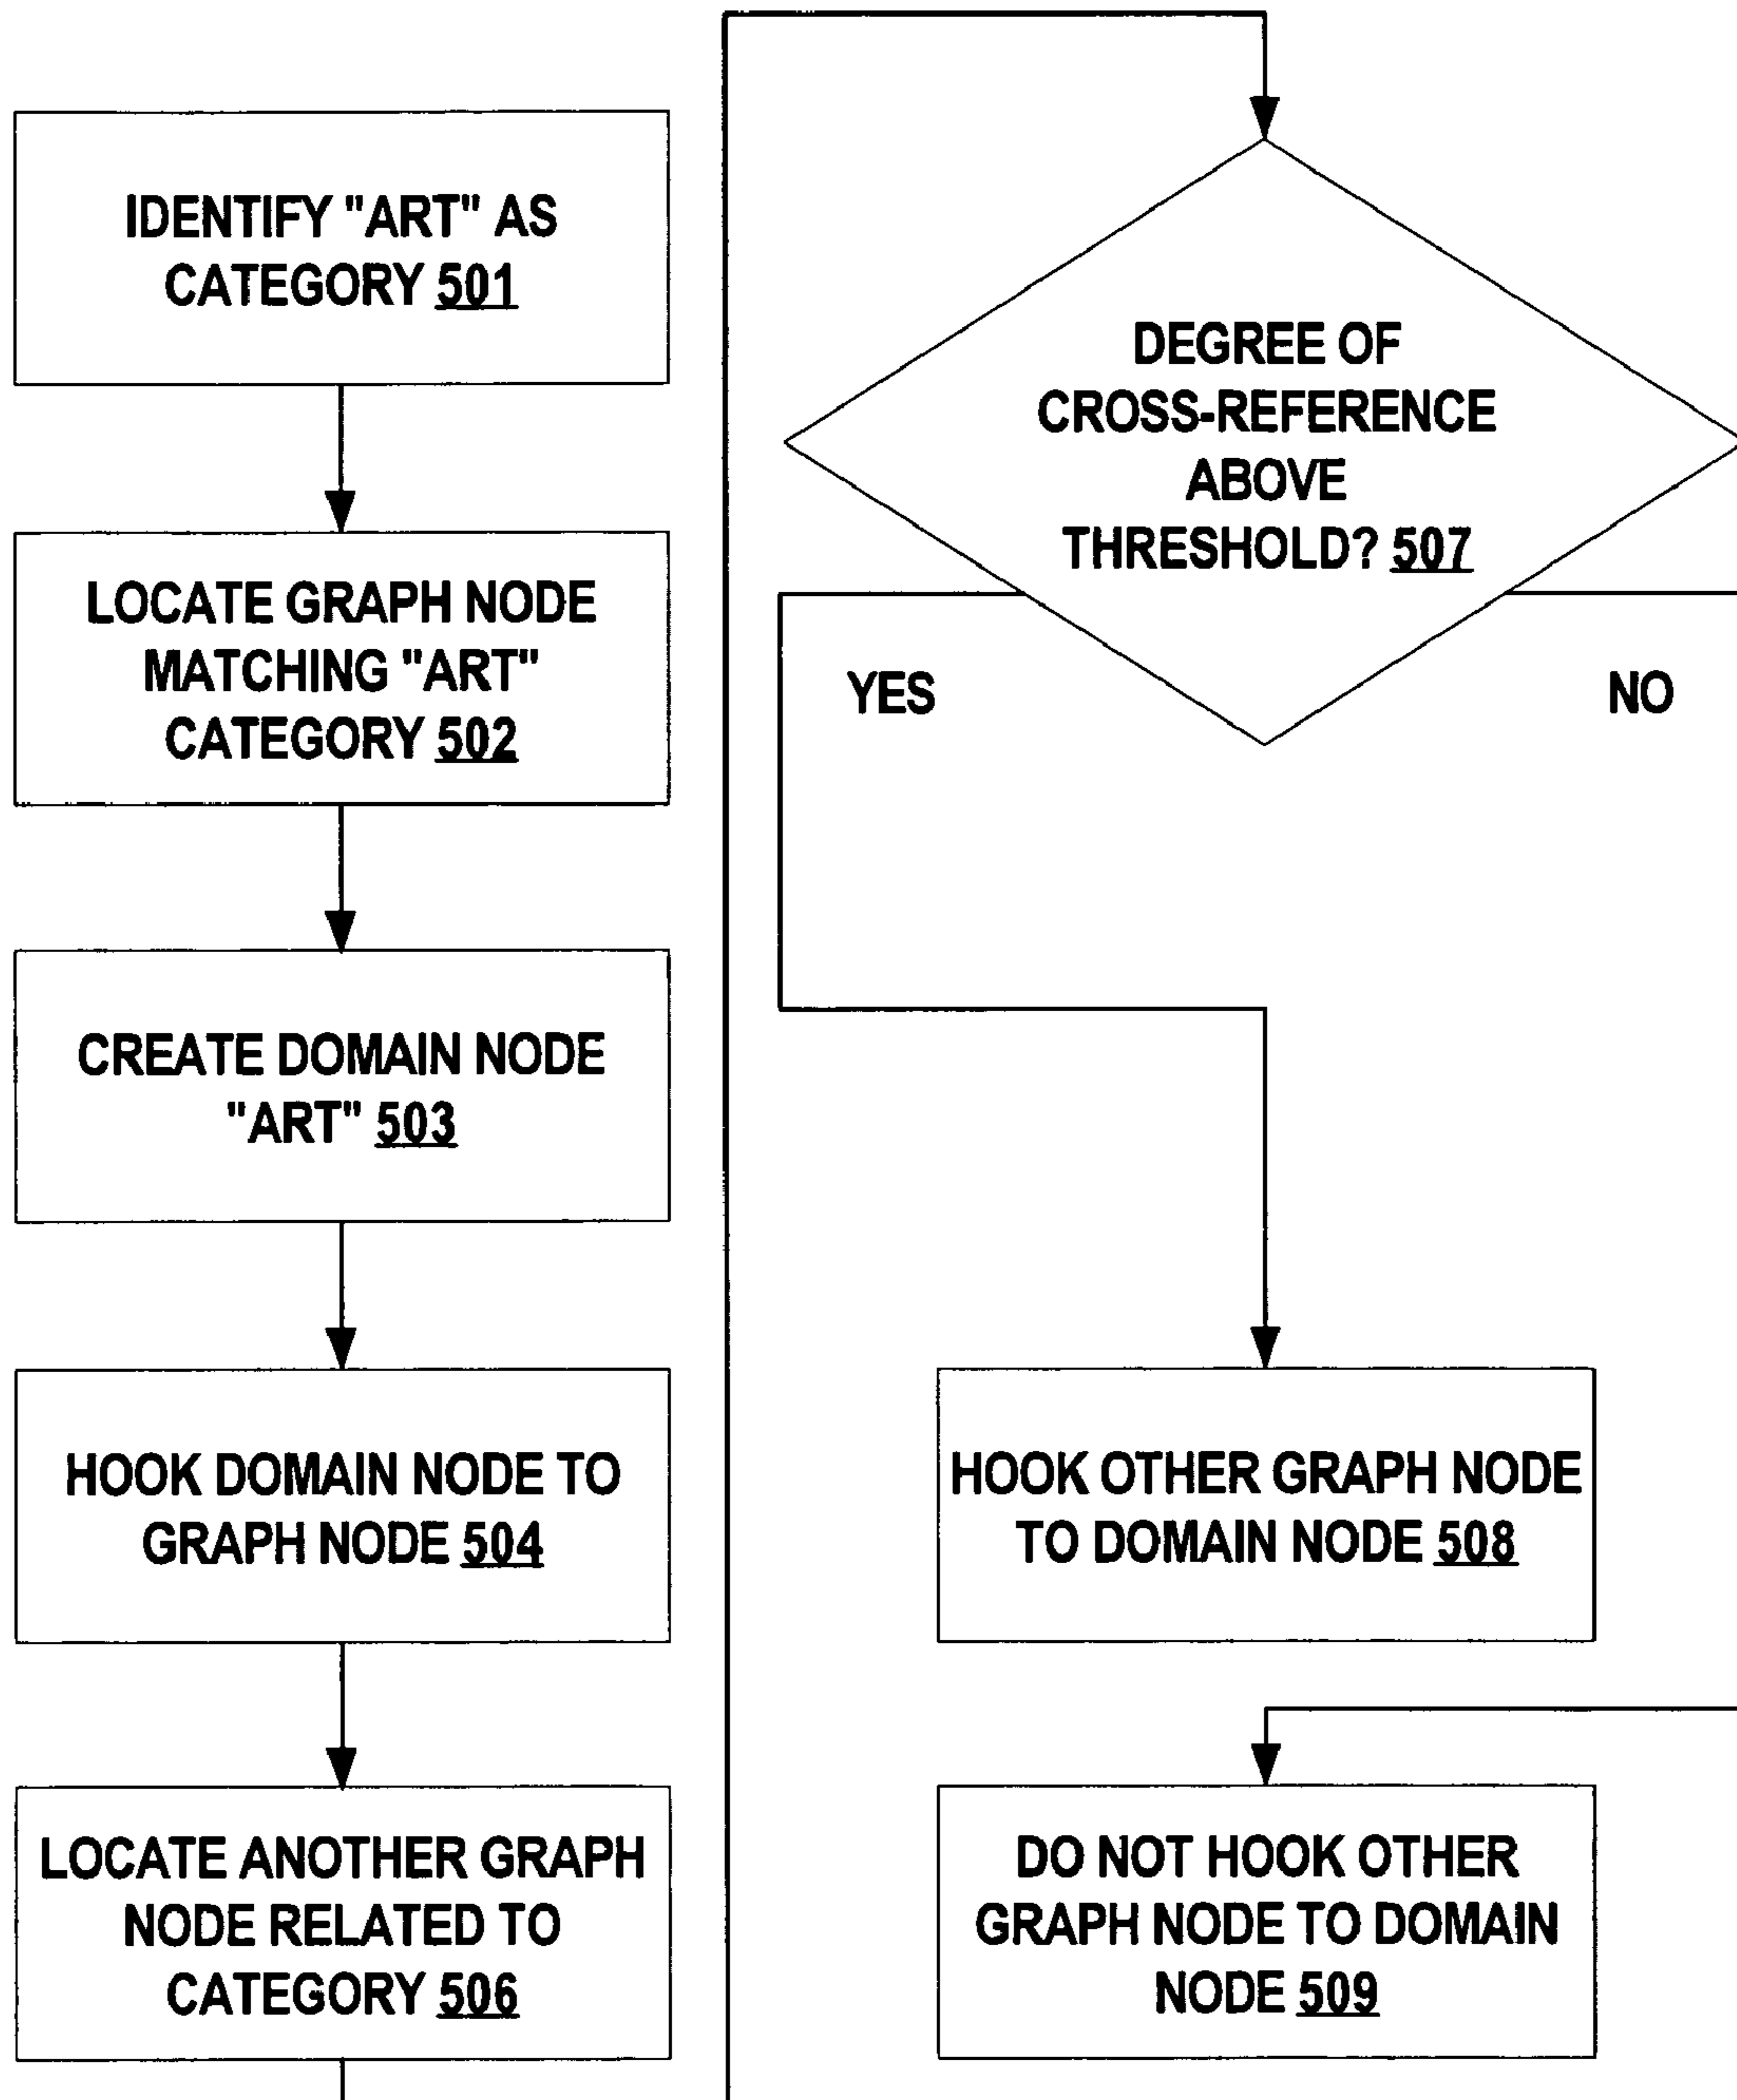 IDENTIFY "ART" AS
CATEGORY 501
LOCATE GRAPH NODE
MATCHING "ART"
CATEGORY 502
CREATE DOMAIN NODE
"ART" 503
HOOK DOMAIN NODE TO
GRAPH NODE 504
LOCATE ANOTHER GRAPH
NODE RELATED TO
CATEGORY 506
DEGREE OF
CROSS-REFERENCE
ABOVE
THRESHOLD? 507
YES
NO
HOOK OTHER GRAPH NODE
TO DOMAIN NODE 508
DO NOT HOOK OTHER
GRAPH NODE TO DOMAIN
NODE 509